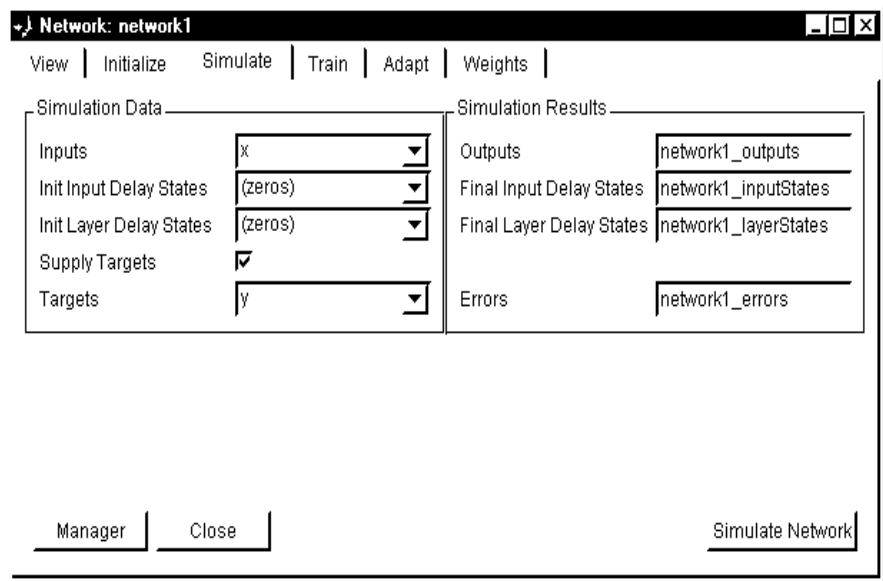 Network: network1
View Initialize Simulate Train Adapt Weights
Simulation Data
Inputs x
Init Input Delay States (zeros)
Init Layer Delay States (zeros)
Supply Targets
Targets y
Simulation Results
Outputs network1_outputs
Final Input Delay States network1_inputStates
Final Layer Delay States network1_layerStates
Errors network1_errors
Manager Close Simulate Network